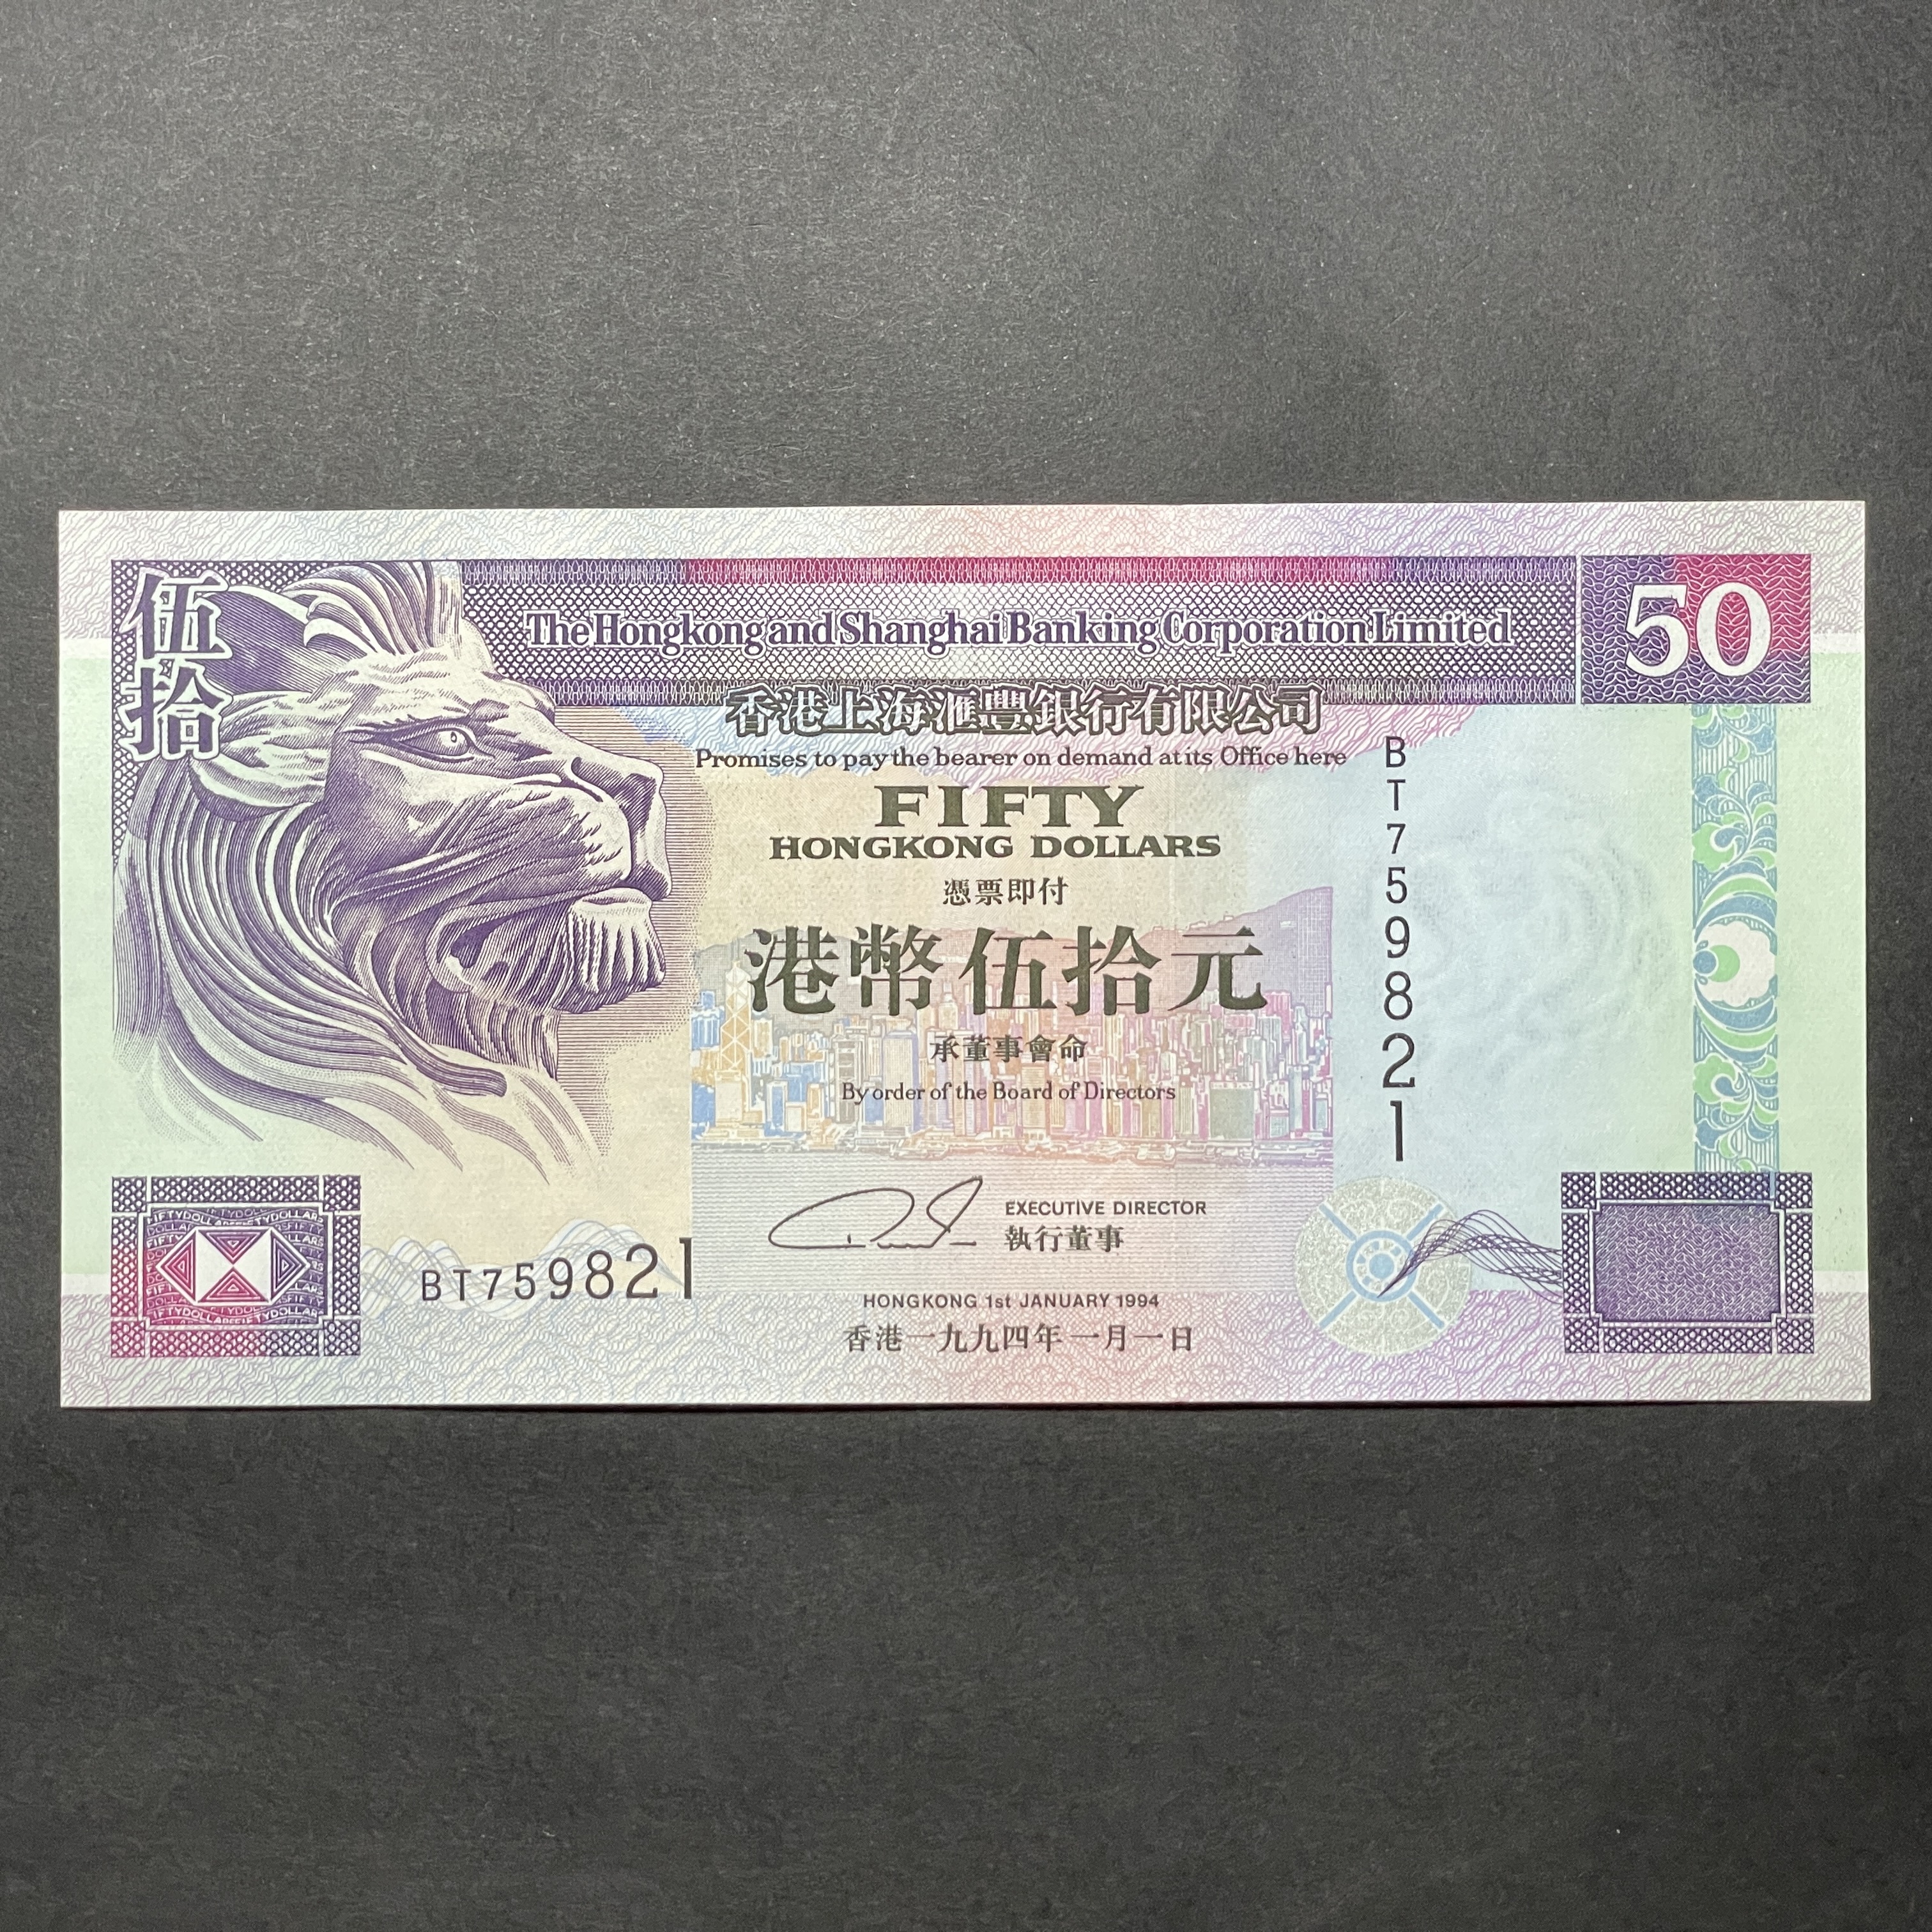 伍拾
The Hongkong and Shanghai Banking Corporation Limited
50
香港上海滙豐銀行有限公司
Promises to pay the bearer on demand at its Office here
FIFTY
HONGKONG DOLLARS
憑票即付
港幣伍拾元
承董事會命
By order of the Board of Directors
BT759821
EXECUTIVE DIRECTOR
執行董事
BT759821
HONGKONG 1st JANUARY 1994
香港一九九四年一月一日